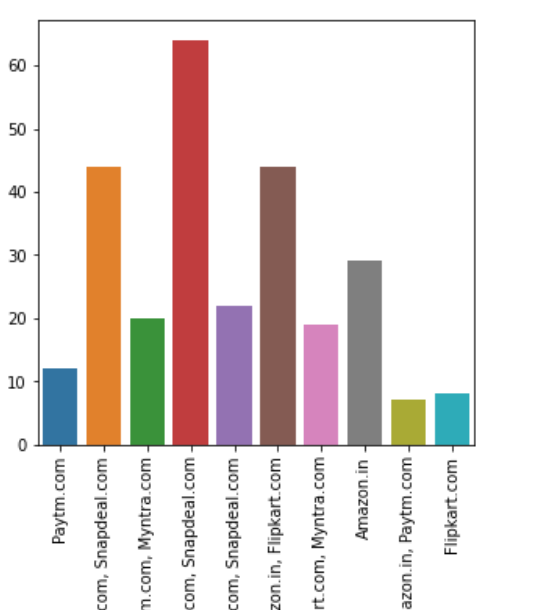 60
50
40
30
20
10
0
Paytm.com
com, Snapdeal.com
m.com, Myntra.com
com, Snapdeal.com
com, Snapdeal.com
zon.in, Flipkart.com
rt.com, Myntra.com
Amazon.in
azon.in, Paytm.com
Flipkart.com